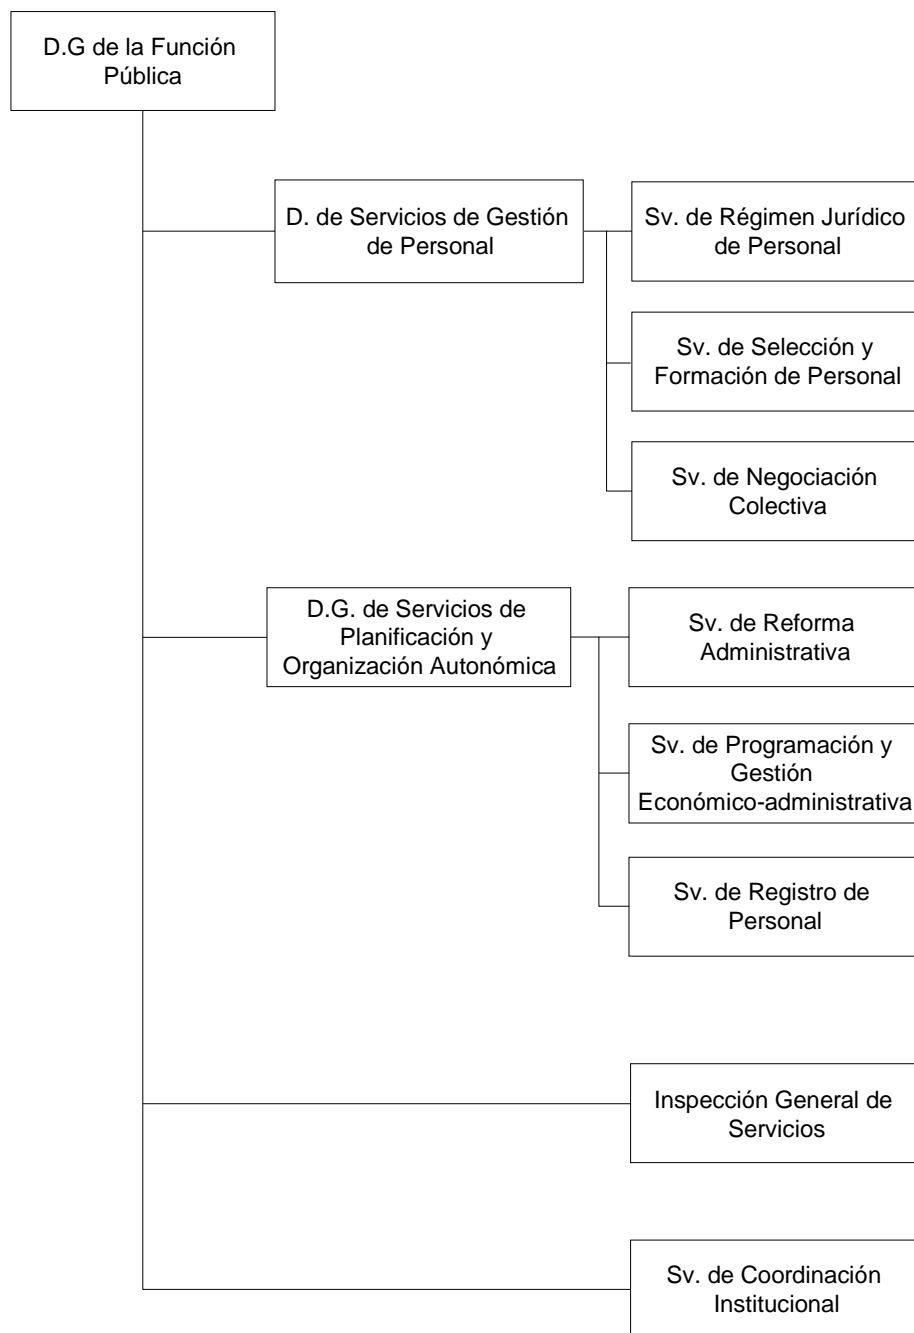 D.G de la Función
Pública
D. de Servicios de Gestión
de Personal
Sv. de Régimen Jurídico
de Personal
Sv. de Selección y
Formación de Personal
Sv. de Negociación
Colectiva
D.G. de Servicios de
Planificación y
Organización Autonómica
Sv. de Reforma
Administrativa
Sv. de Programación y
Gestión
Económico-administrativa
Sv. de Registro de
Personal
Inspección General de
Servicios
Sv. de Coordinación
Institucional